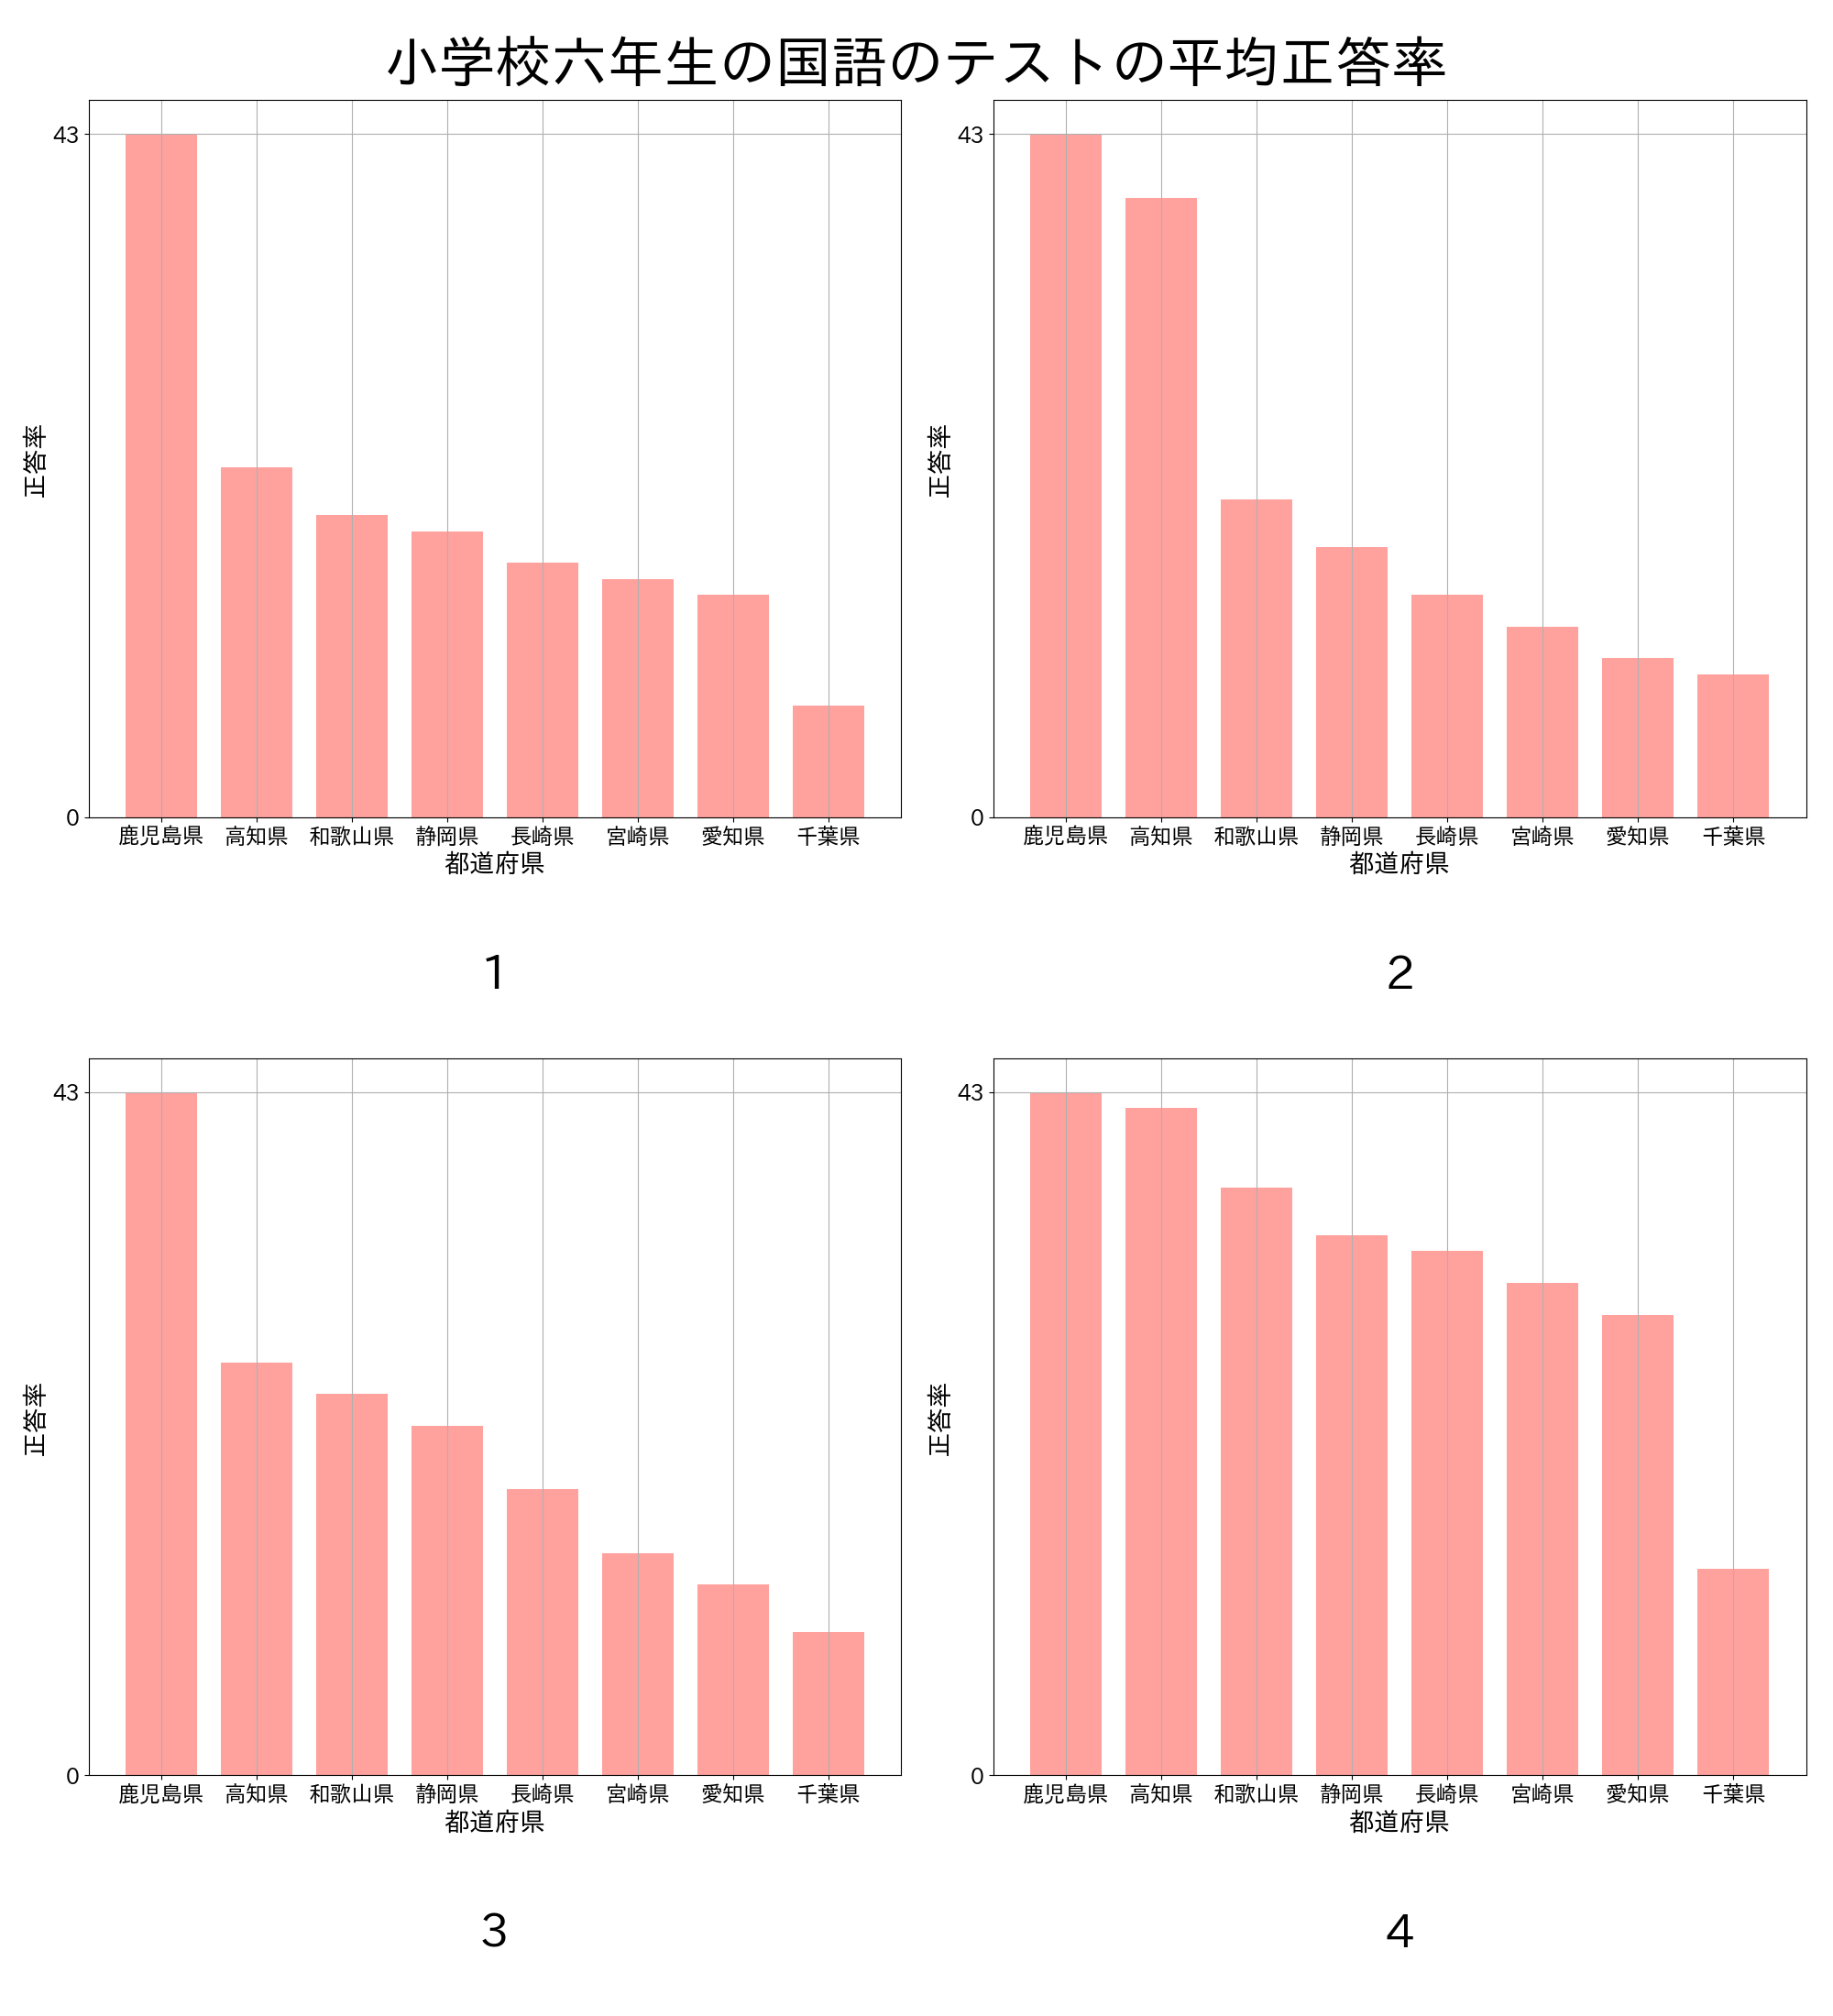 小学校六年生の国語のテストの平均正答率
43
0
正答率
鹿児島県 高知県 和歌山県 静岡県 長崎県 宮崎県 愛知県 千葉県
都道府県
1
43
0
正答率
鹿児島県 高知県 和歌山県 静岡県 長崎県 宮崎県 愛知県 千葉県
都道府県
2
43
0
正答率
鹿児島県 高知県 和歌山県 静岡県 長崎県 宮崎県 愛知県 千葉県
都道府県
3
43
0
正答率
鹿児島県 高知県 和歌山県 静岡県 長崎県 宮崎県 愛知県 千葉県
都道府県
4